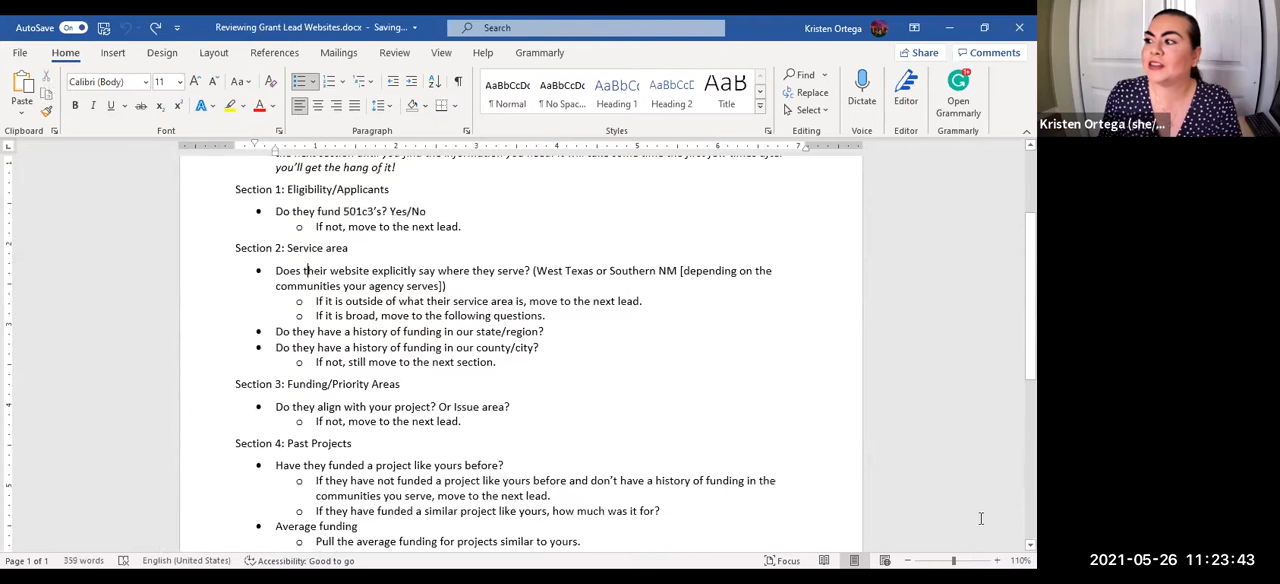 AutoSave On Reviewing Grant Lead Websites.docx - Saving... Search Kristen Ortega
File Home Insert Design Layout References Mailings Review View Help Grammarly Share Comments
Paste Calibri (Body) 11 Find Replace Select Dictate Editor Open Grammarly
AaBbCcDc AaBbCcDc AaBbCc AaBbCcD AaB
Normal No Spac... Heading 1 Heading 2 Title
Clipboard Font Paragraph Styles Editing Voice Editor Grammarly
Kristen Ortega (she/...
you'll get the hang of it!
Section 1: Eligibility/Applicants
• Do they fund 501c3's? Yes/No
o If not, move to the next lead.
Section 2: Service area
• Does their website explicitly say where they serve? (West Texas or Southern NM [depending on the
communities your agency serves])
o If it is outside of what their service area is, move to the next lead.
o If it is broad, move to the following questions.
• Do they have a history of funding in our state/region?
• Do they have a history of funding in our county/city?
o If not, still move to the next section.
Section 3: Funding/Priority Areas
• Do they align with your project? Or Issue area?
o If not, move to the next lead.
Section 4: Past Projects
• Have they funded a project like yours before?
o If they have not funded a project like yours before and don't have a history of funding in the
communities you serve, move to the next lead.
o If they have funded a similar project like yours, how much was it for?
• Average funding
o Pull the average funding for projects similar to yours.
Page 1 of 1 359 words English (United States) Accessibility: Good to go Focus 110%
2021-05-26 11:23:43